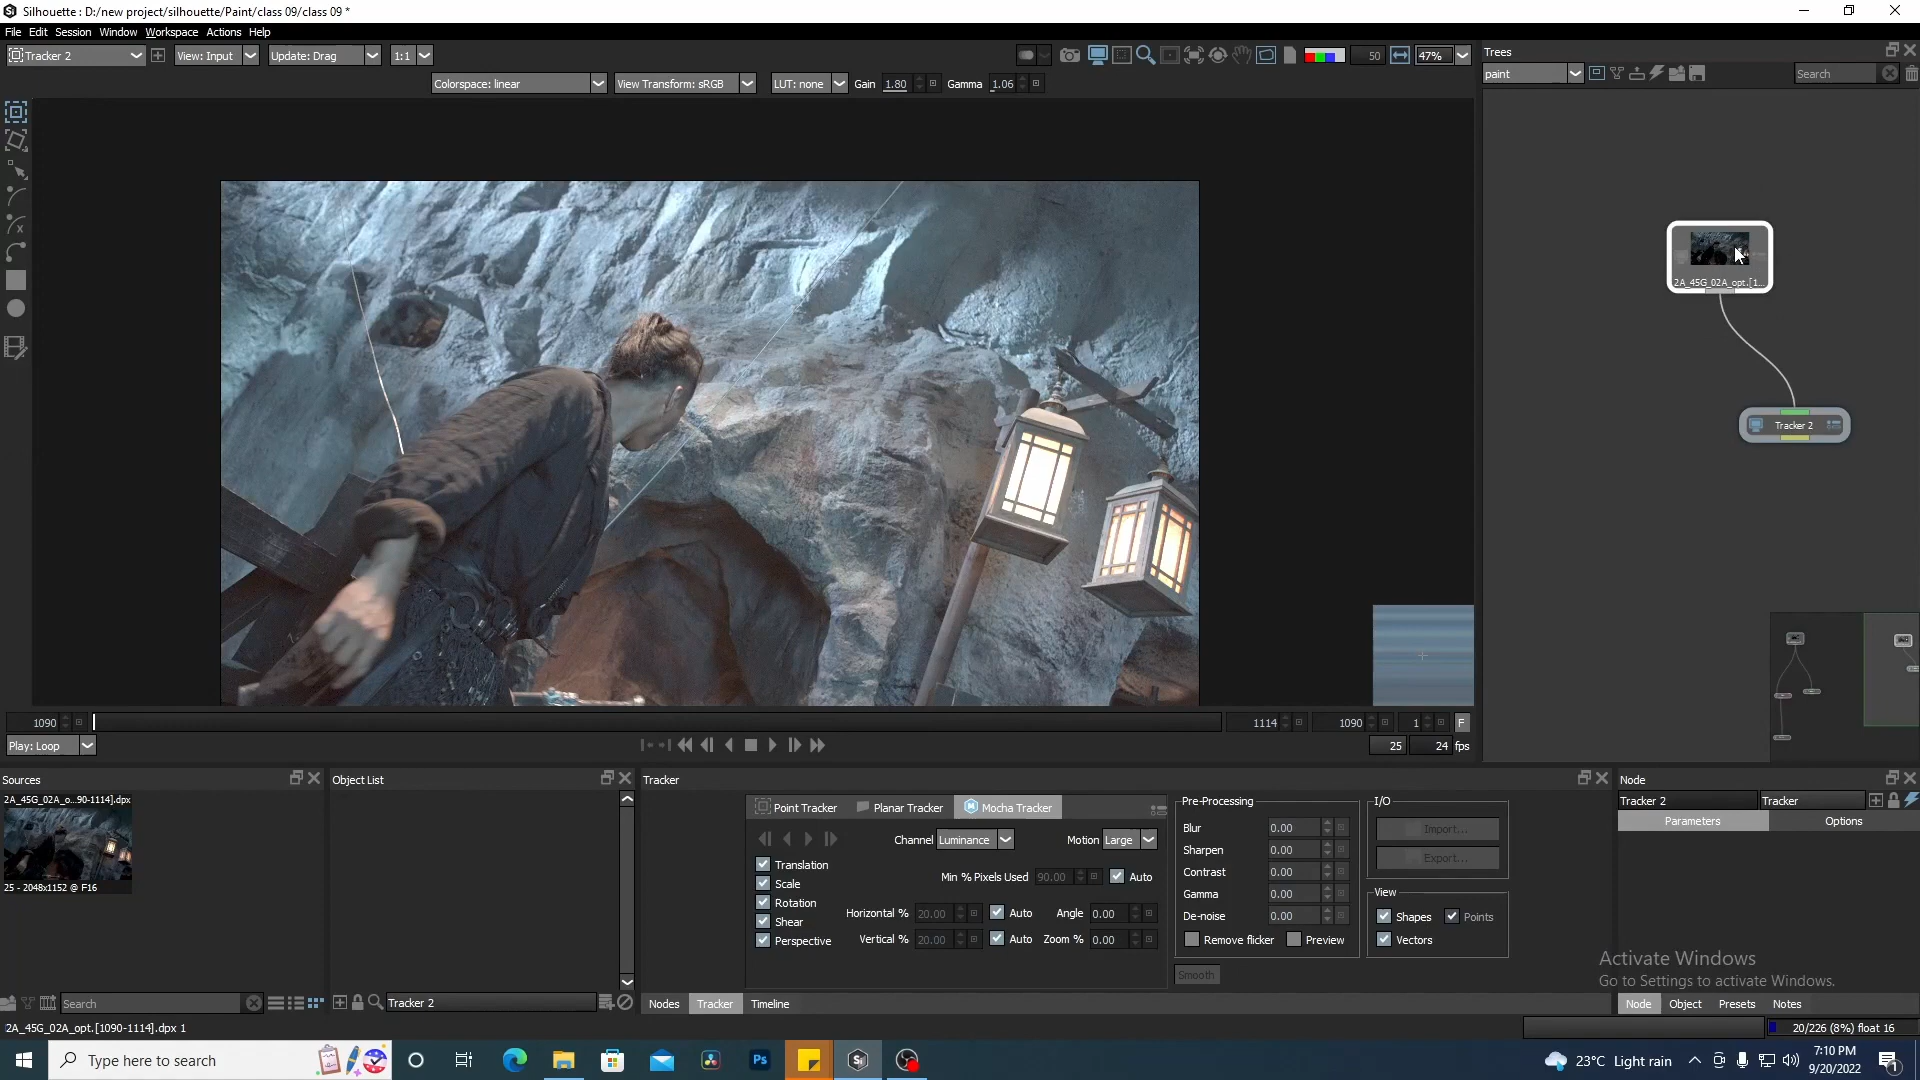 Silhouette : D:/new project/silhouette/Paint/class 09/class 09 *
File Edit Session Window Workspace Actions Help
Tracker 2 View: Input Update: Drag 1:1 50 47%
Colorspace: linear View Transform: sRGB LUT: none Gain 1.80 Gamma 1.06
Trees
paint Search
2A_45G_02A_opt.[1...
Tracker 2
1090 1114 1090 1 F
Play: Loop 25 24 fps
Sources
2A_45G_02A_o...90-1114].dpx
25 - 2048x1152 @ F16
Search
Object List
Tracker 2
Tracker
Point Tracker Planar Tracker Mocha Tracker
Channel Luminance Motion Large
Translation
Scale
Rotation
Shear
Perspective
Min % Pixels Used 90.00 Auto
Horizontal % 20.00 Auto Angle 0.00
Vertical % 20.00 Auto Zoom % 0.00
Pre-Processing
Blur 0.00
Sharpen 0.00
Contrast 0.00
Gamma 0.00
De-noise 0.00
Remove flicker Preview
Smooth
I/O
Import...
Export...
View
Shapes Points
Vectors
Nodes Tracker Timeline
Node
Tracker 2 Tracker
Parameters Options
Activate Windows
Go to Settings to activate Windows.
Node Object Presets Notes
2A_45G_02A_opt.[1090-1114].dpx 1
20/226 (8%) float 16
Type here to search
Ps
23°C Light rain
7:10 PM
9/20/2022
1